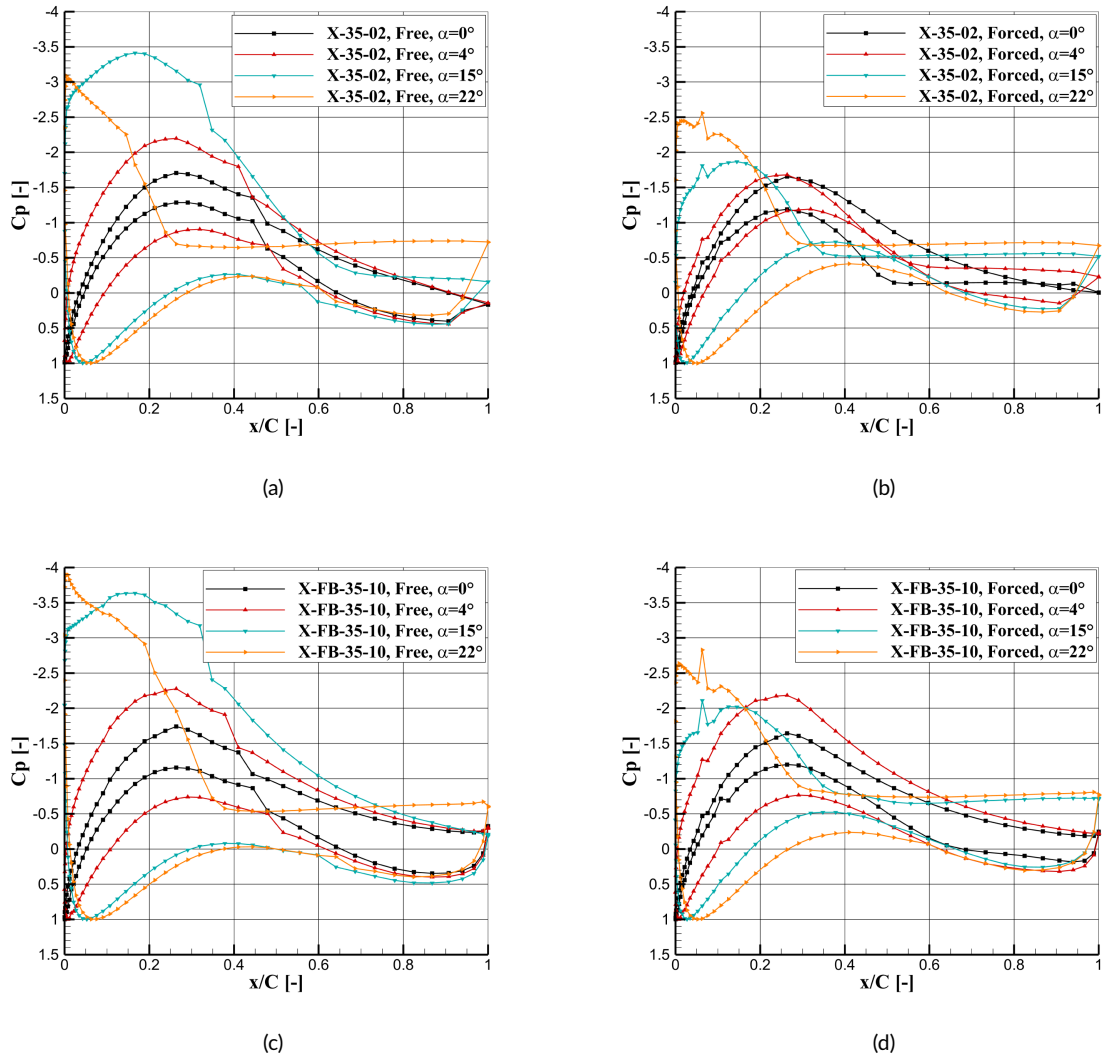 X-35-02, Free, α=0°
X-35-02, Free, α=4°
X-35-02, Free, α=15°
X-35-02, Free, α=22°
-4
-3.5
-3
-2.5
-2
-1.5
-1
-0.5
0
0.5
1
1.5
Cp [-]
0 0.2 0.4 0.6 0.8 1
x/C [-]
(a)
X-35-02, Forced, α=0°
X-35-02, Forced, α=4°
X-35-02, Forced, α=15°
X-35-02, Forced, α=22°
-4
-3.5
-3
-2.5
-2
-1.5
-1
-0.5
0
0.5
1
1.5
Cp [-]
0 0.2 0.4 0.6 0.8 1
x/C [-]
(b)
X-FB-35-10, Free, α=0°
X-FB-35-10, Free, α=4°
X-FB-35-10, Free, α=15°
X-FB-35-10, Free, α=22°
-4
-3.5
-3
-2.5
-2
-1.5
-1
-0.5
0
0.5
1
1.5
Cp [-]
0 0.2 0.4 0.6 0.8 1
x/C [-]
(c)
X-FB-35-10, Forced, α=0°
X-FB-35-10, Forced, α=4°
X-FB-35-10, Forced, α=15°
X-FB-35-10, Forced, α=22°
-4
-3.5
-3
-2.5
-2
-1.5
-1
-0.5
0
0.5
1
1.5
Cp [-]
0 0.2 0.4 0.6 0.8 1
x/C [-]
(d)